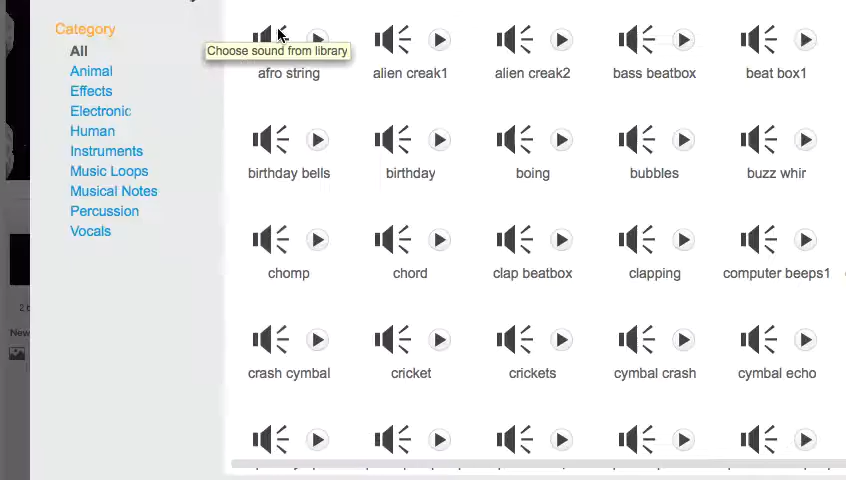 Category
All
Animal
Effects
Electronic
Human
Instruments
Music Loops
Musical Notes
Percussion
Vocals
Choose sound from library
afro string
alien creak1
alien creak2
bass beatbox
beat box1
birthday bells
birthday
boing
bubbles
buzz whir
chomp
chord
clap beatbox
clapping
computer beeps1
crash cymbal
cricket
crickets
cymbal crash
cymbal echo
New